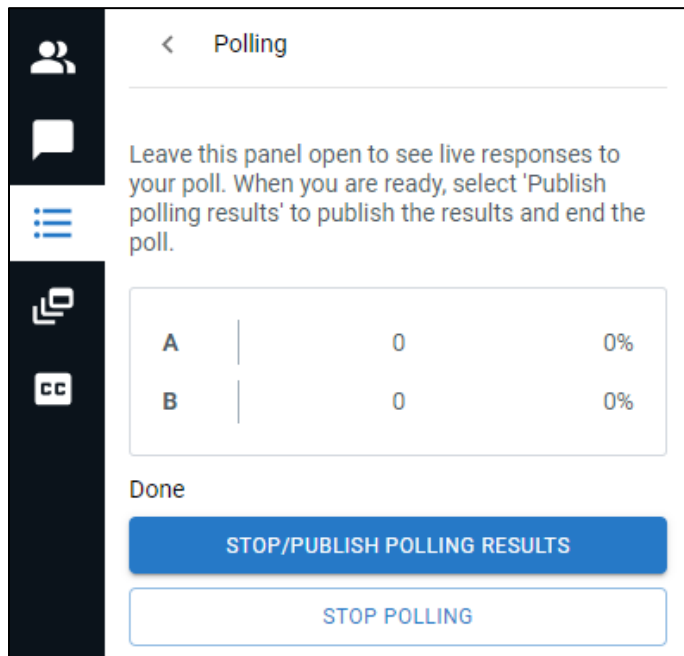 Polling
Leave this panel open to see live responses to
your poll. When you are ready, select 'Publish
polling results' to publish the results and end the
poll.
A 0 0%
B 0 0%
CC
Done
STOP/PUBLISH POLLING RESULTS
STOP POLLING